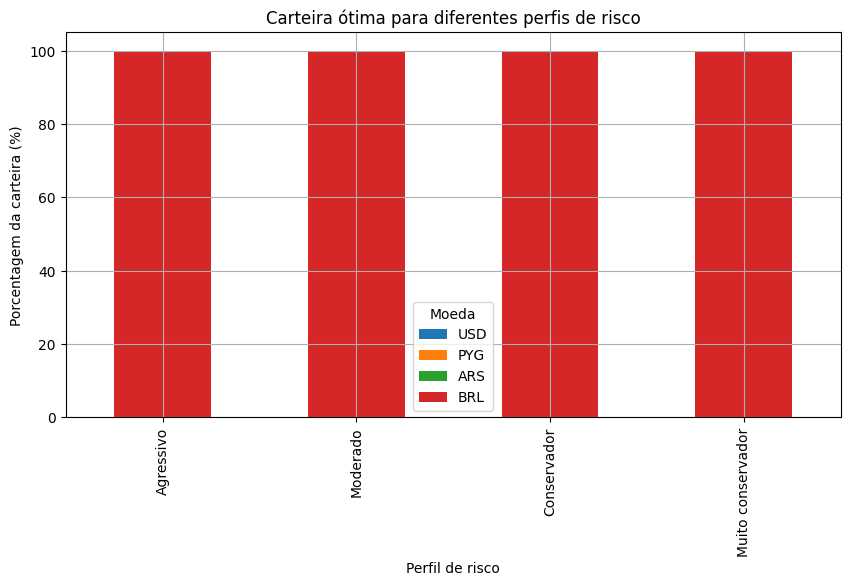 Carteira ótima para diferentes perfis de risco
Porcentagem da carteira (%)
100
80
60
40
20
0
Moeda
USD
PYG
ARS
BRL
Agressivo
Moderado
Conservador
Muito conservador
Perfil de risco